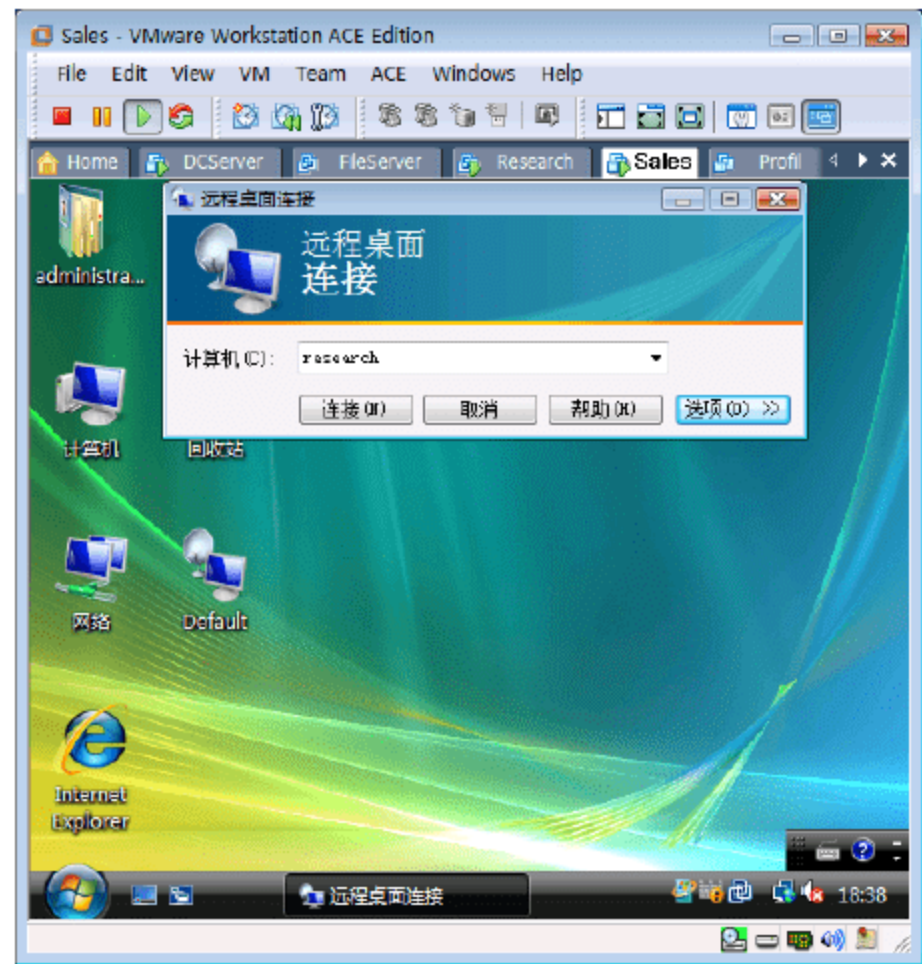 Sales - VMware Workstation ACE Edition
File Edit View VM Team ACE Windows Help
Home DCServer FileServer Research Sales Profil
远程桌面连接
远程桌面
连接
administra...
计算机(C): research
连接(N) 取消 帮助(H) 选项(O) >>
计算机 回收站
网络 Default
Internet
Explorer
远程桌面连接 18:38